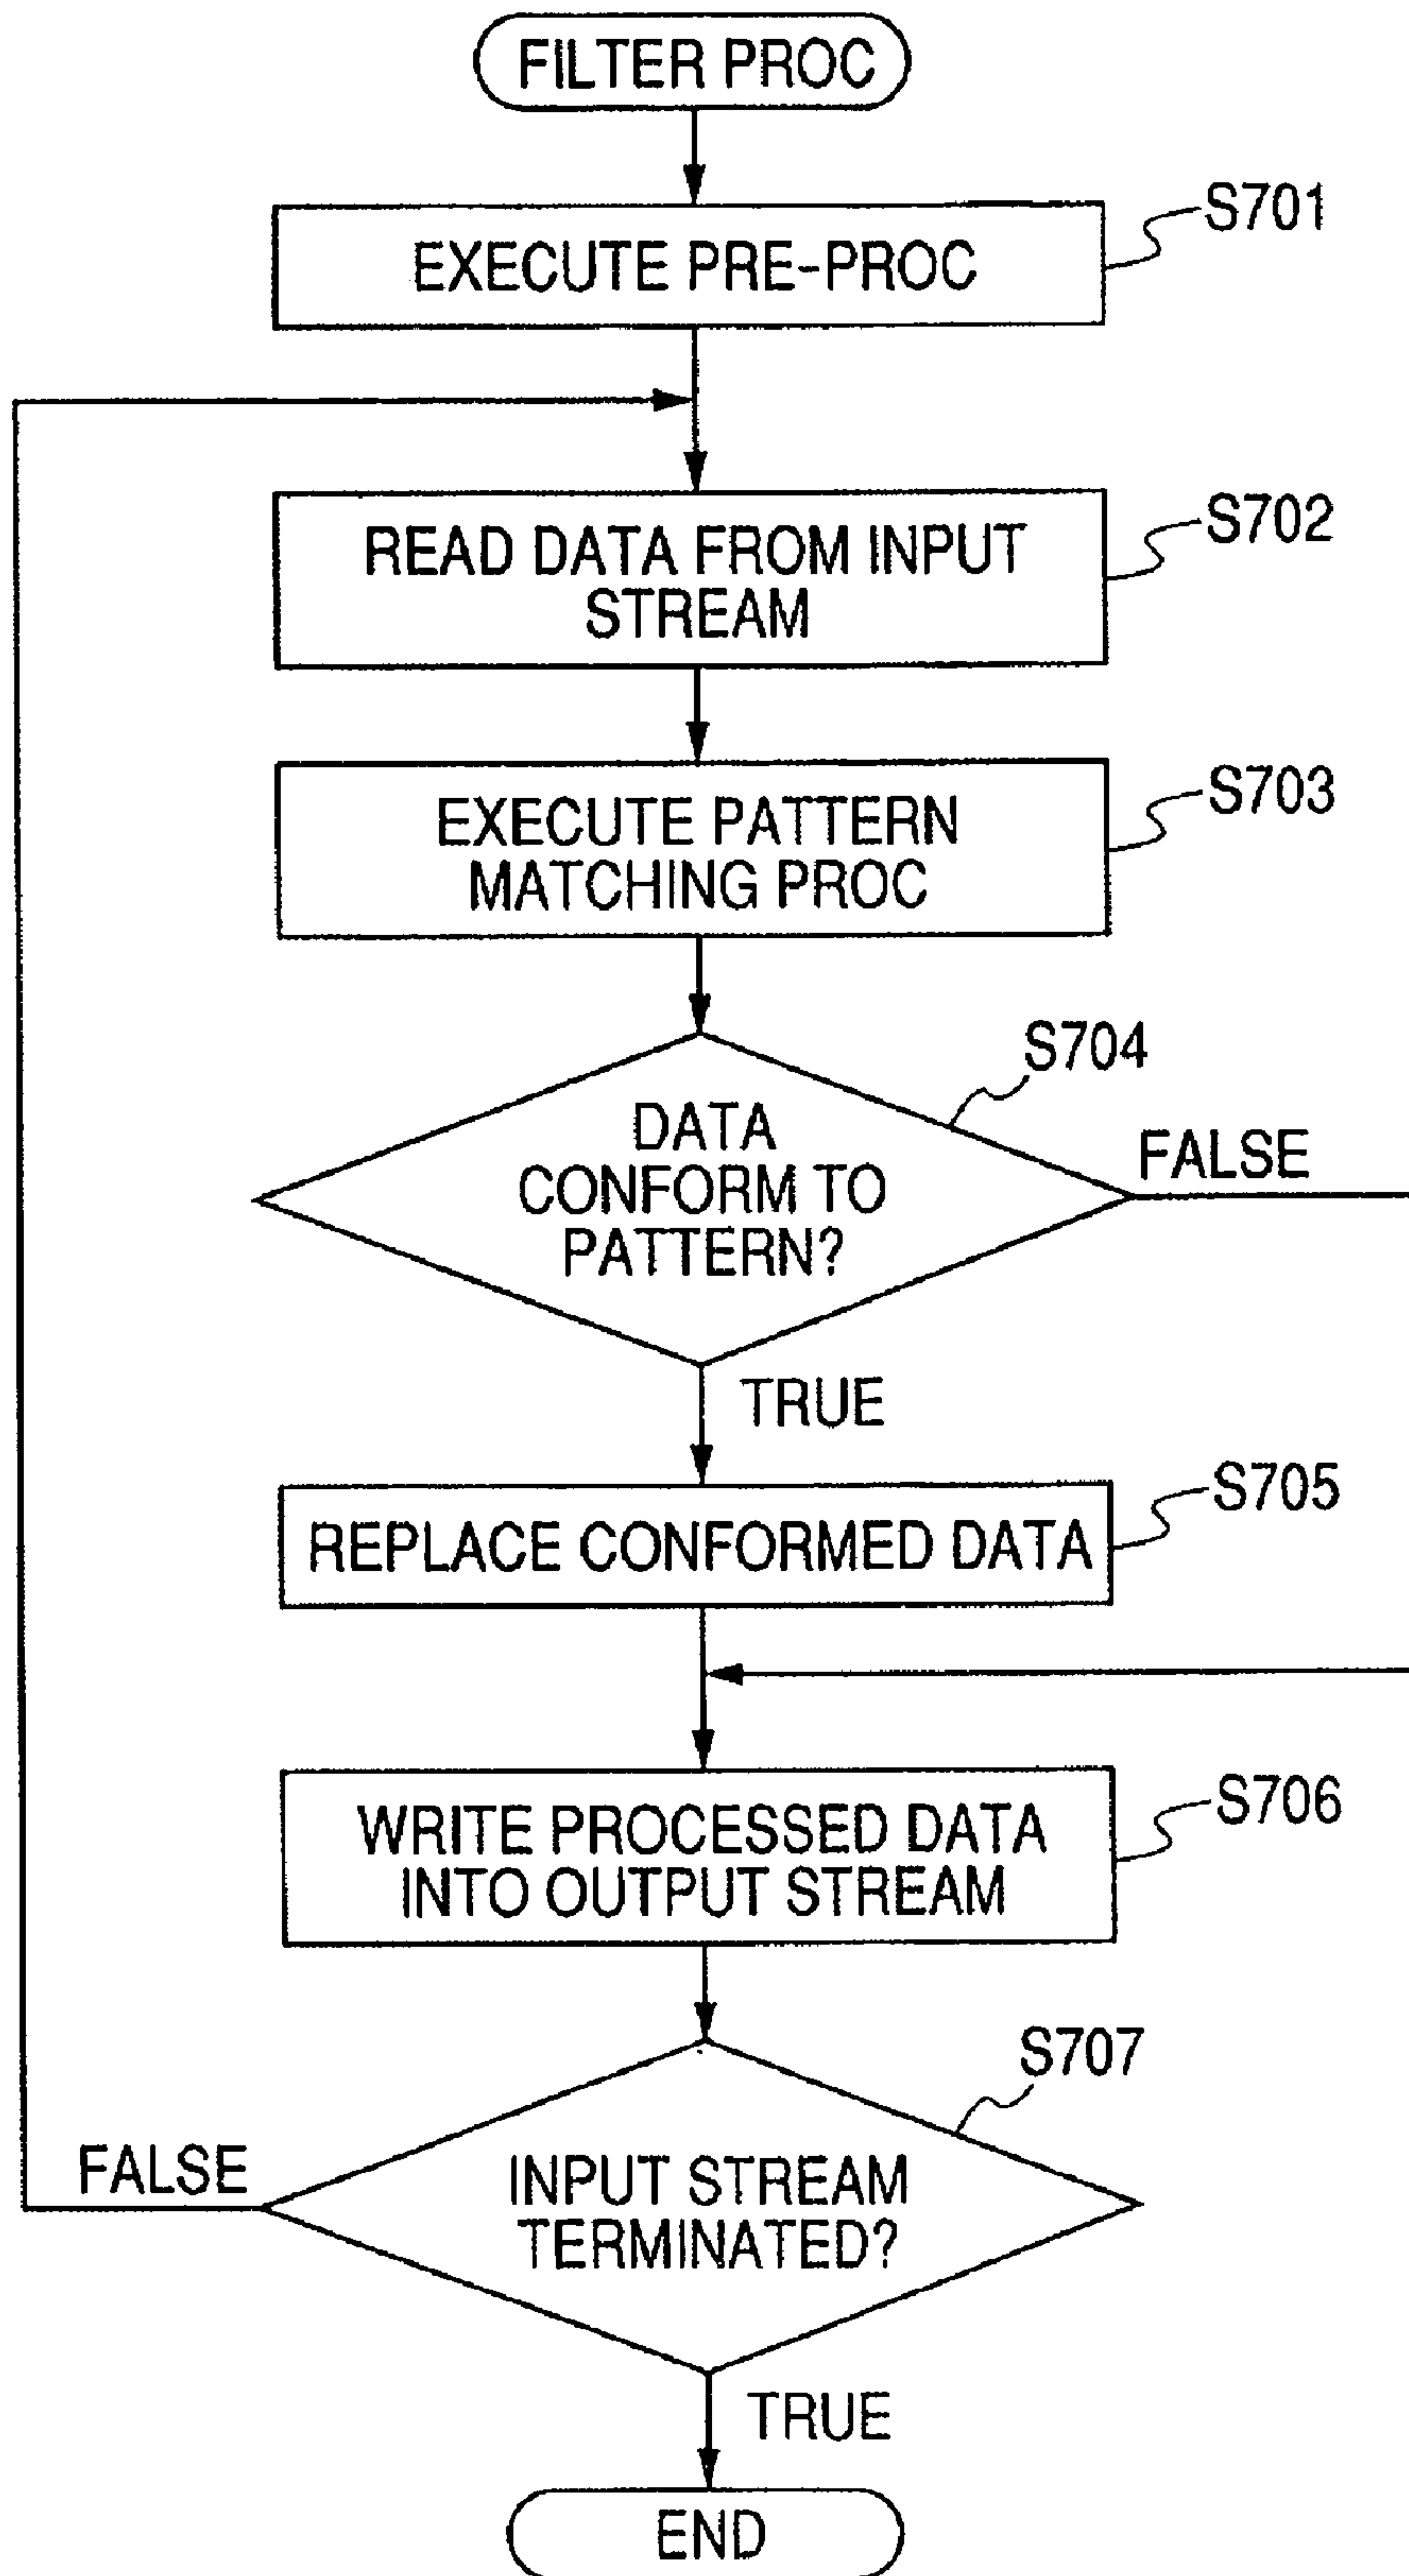 FILTER PROC
S701
EXECUTE PRE-PROC
S702
READ DATA FROM INPUT
STREAM
S703
EXECUTE PATTERN
MATCHING PROC
S704
DATA
CONFORM TO
PATTERN?
FALSE
TRUE
S705
REPLACE CONFORMED DATA
S706
WRITE PROCESSED DATA
INTO OUTPUT STREAM
S707
FALSE
INPUT STREAM
TERMINATED?
TRUE
END